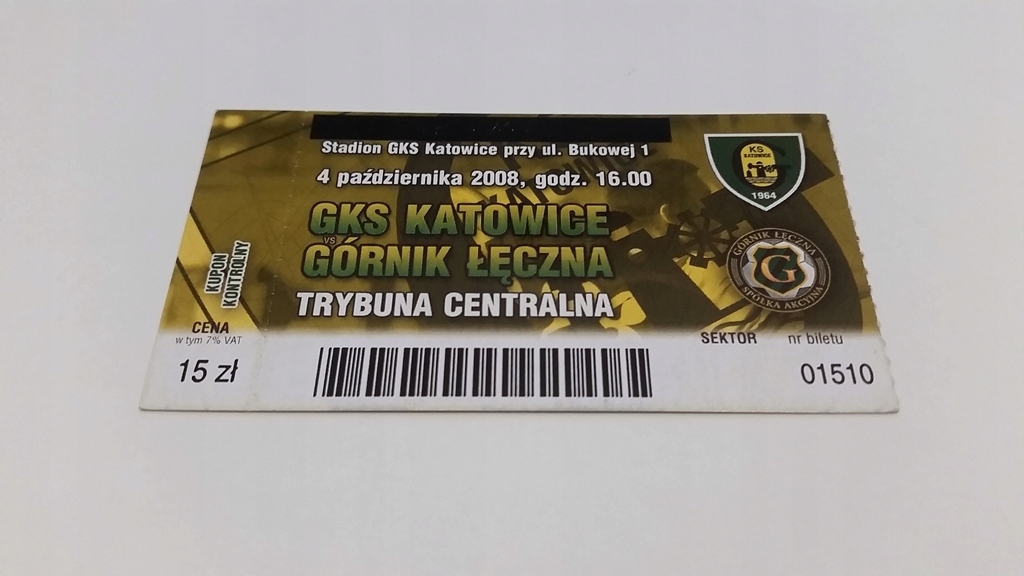 Stadion GKS Katowice przy ul. Bukowej 1
4 października 2008, godz. 16.00
GKS KATOWICE
vs
GÓRNIK ŁĘCZNA
TRYBUNA CENTRALNA
KUPON
KONTROLNY
CENA
w tym 7% VAT
15 zł
KS
KATOWICE
1964
GÓRNIK ŁĘCZNA
G
SPÓŁKA AKCYJNA
SEKTOR nr biletu
01510